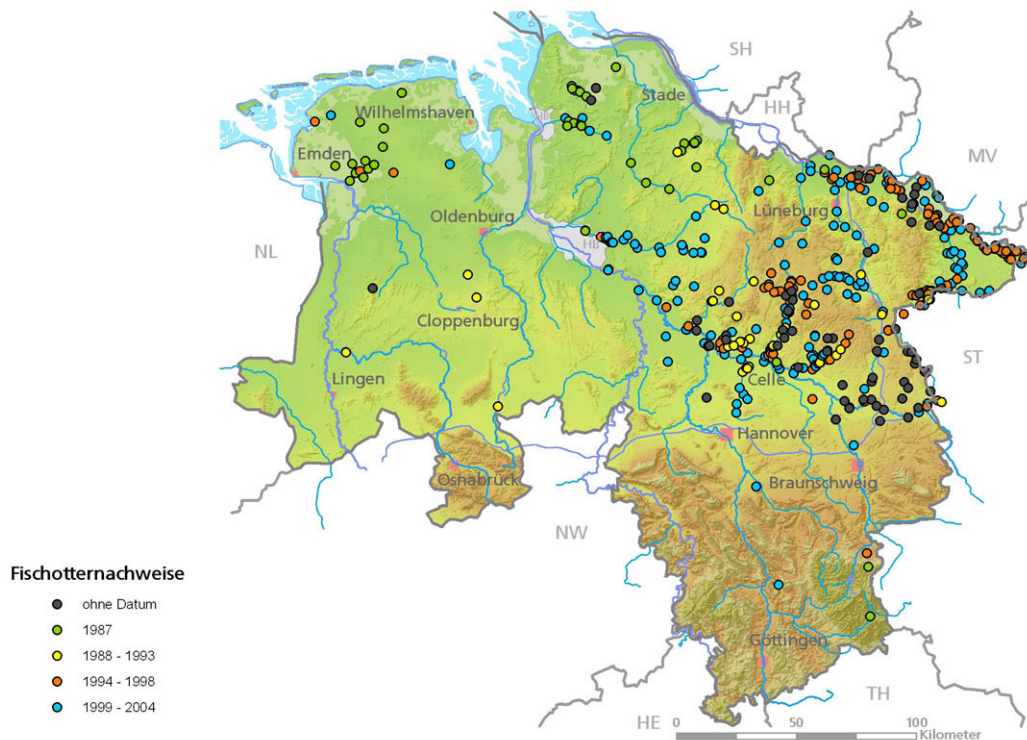 SH
HH
MV
Stade
Wilhelmshaven
HB
Emden
Lüneburg
Oldenburg
HB
NL
Cloppenburg
ST
Lingen
Celle
Hannover
Osnabrück
Braunschweig
NW
Göttingen
TH
HE
Fischotternachweise
ohne Datum
1987
1988 - 1993
1994 - 1998
1999 - 2004
0 50 100
Kilometer